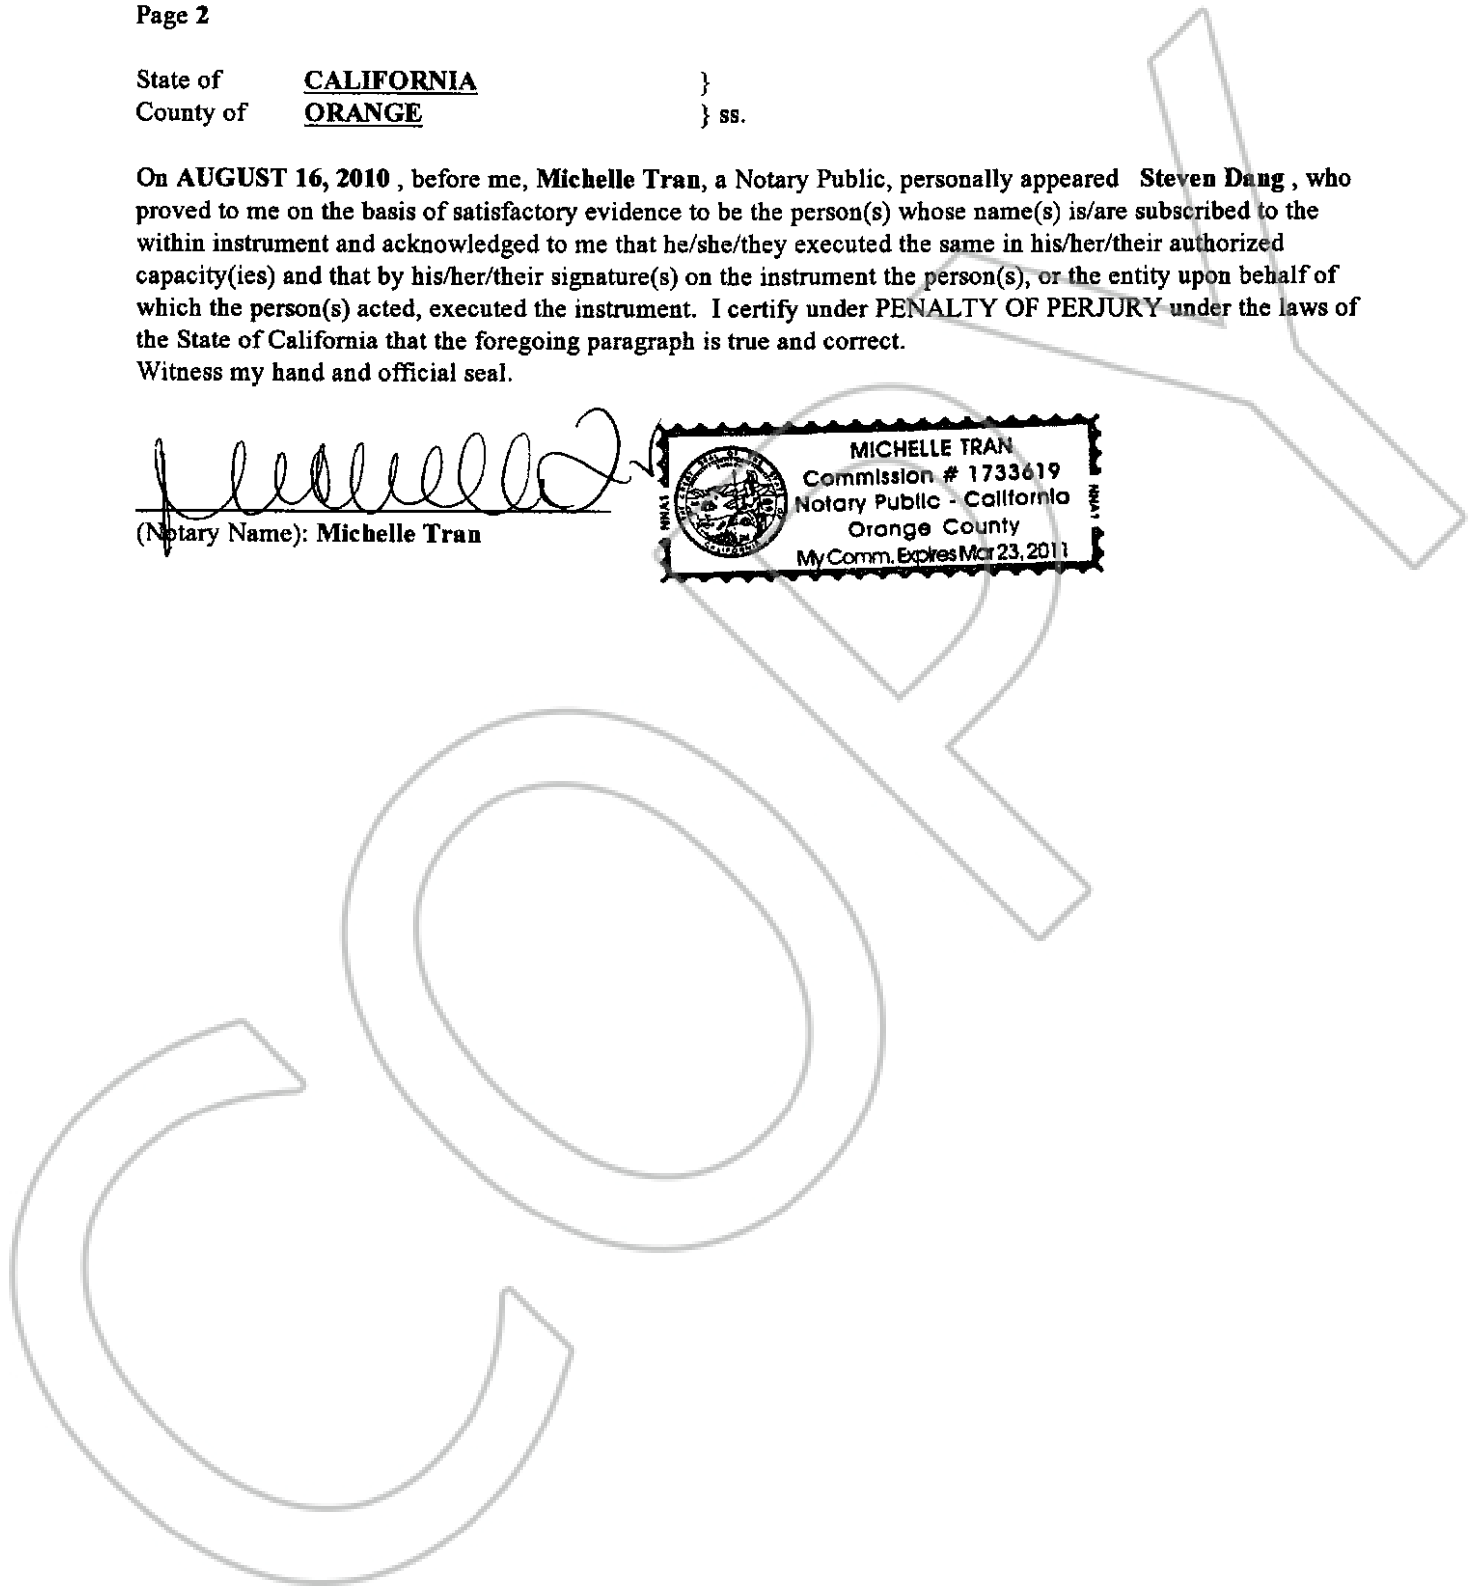 Page 2
State of CALIFORNIA }
County of ORANGE } ss.
On AUGUST 16, 2010 , before me, Michelle Tran, a Notary Public, personally appeared Steven Dang , who
proved to me on the basis of satisfactory evidence to be the person(s) whose name(s) is/are subscribed to the
within instrument and acknowledged to me that he/she/they executed the same in his/her/their authorized
capacity(ies) and that by his/her/their signature(s) on the instrument the person(s), or the entity upon behalf of
which the person(s) acted, executed the instrument. I certify under PENALTY OF PERJURY under the laws of
the State of California that the foregoing paragraph is true and correct.
Witness my hand and official seal.
(Notary Name): Michelle Tran
NNA1
MICHELLE TRAN
Commission # 1733619
Notary Public - California
Orange County
My Comm. Expires Mar 23, 2011
NNA1
COPY